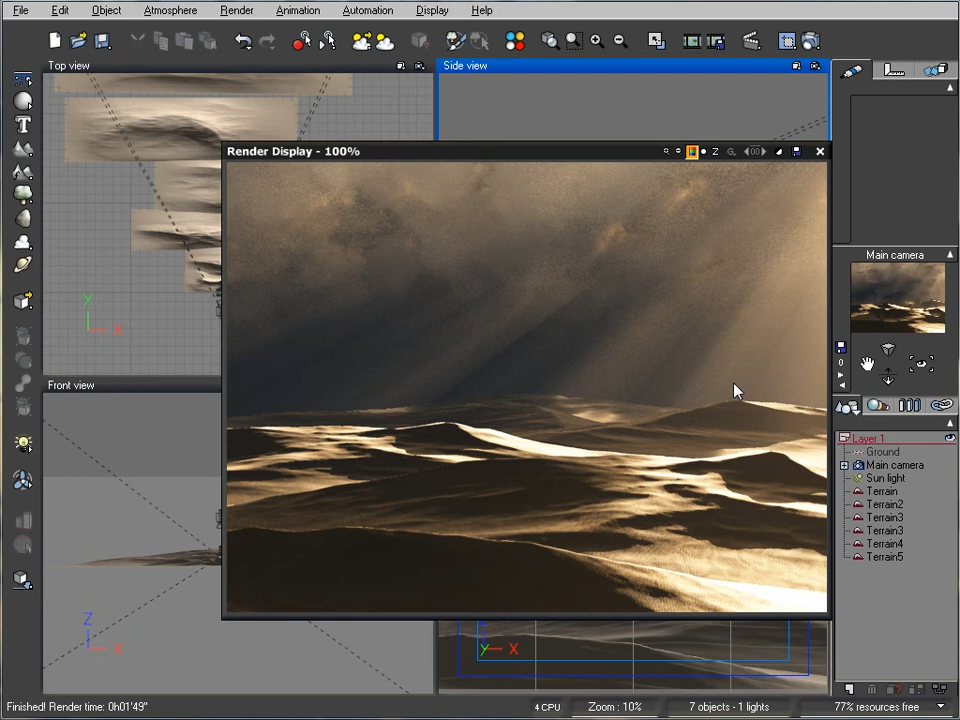 File Edit Object Atmosphere Render Animation Automation Display Help
Top view
Side view
Render Display - 100%
Z
G
00
Main camera
0
Y
X
Front view
Layer 1
Ground
Main camera
Sun light
Terrain
Terrain2
Terrain3
Terrain3
Terrain4
Terrain5
Z
X
Y
X
Finished! Render time: 0h01'49" 4 CPU Zoom : 10% 7 objects - 1 lights 77% resources free